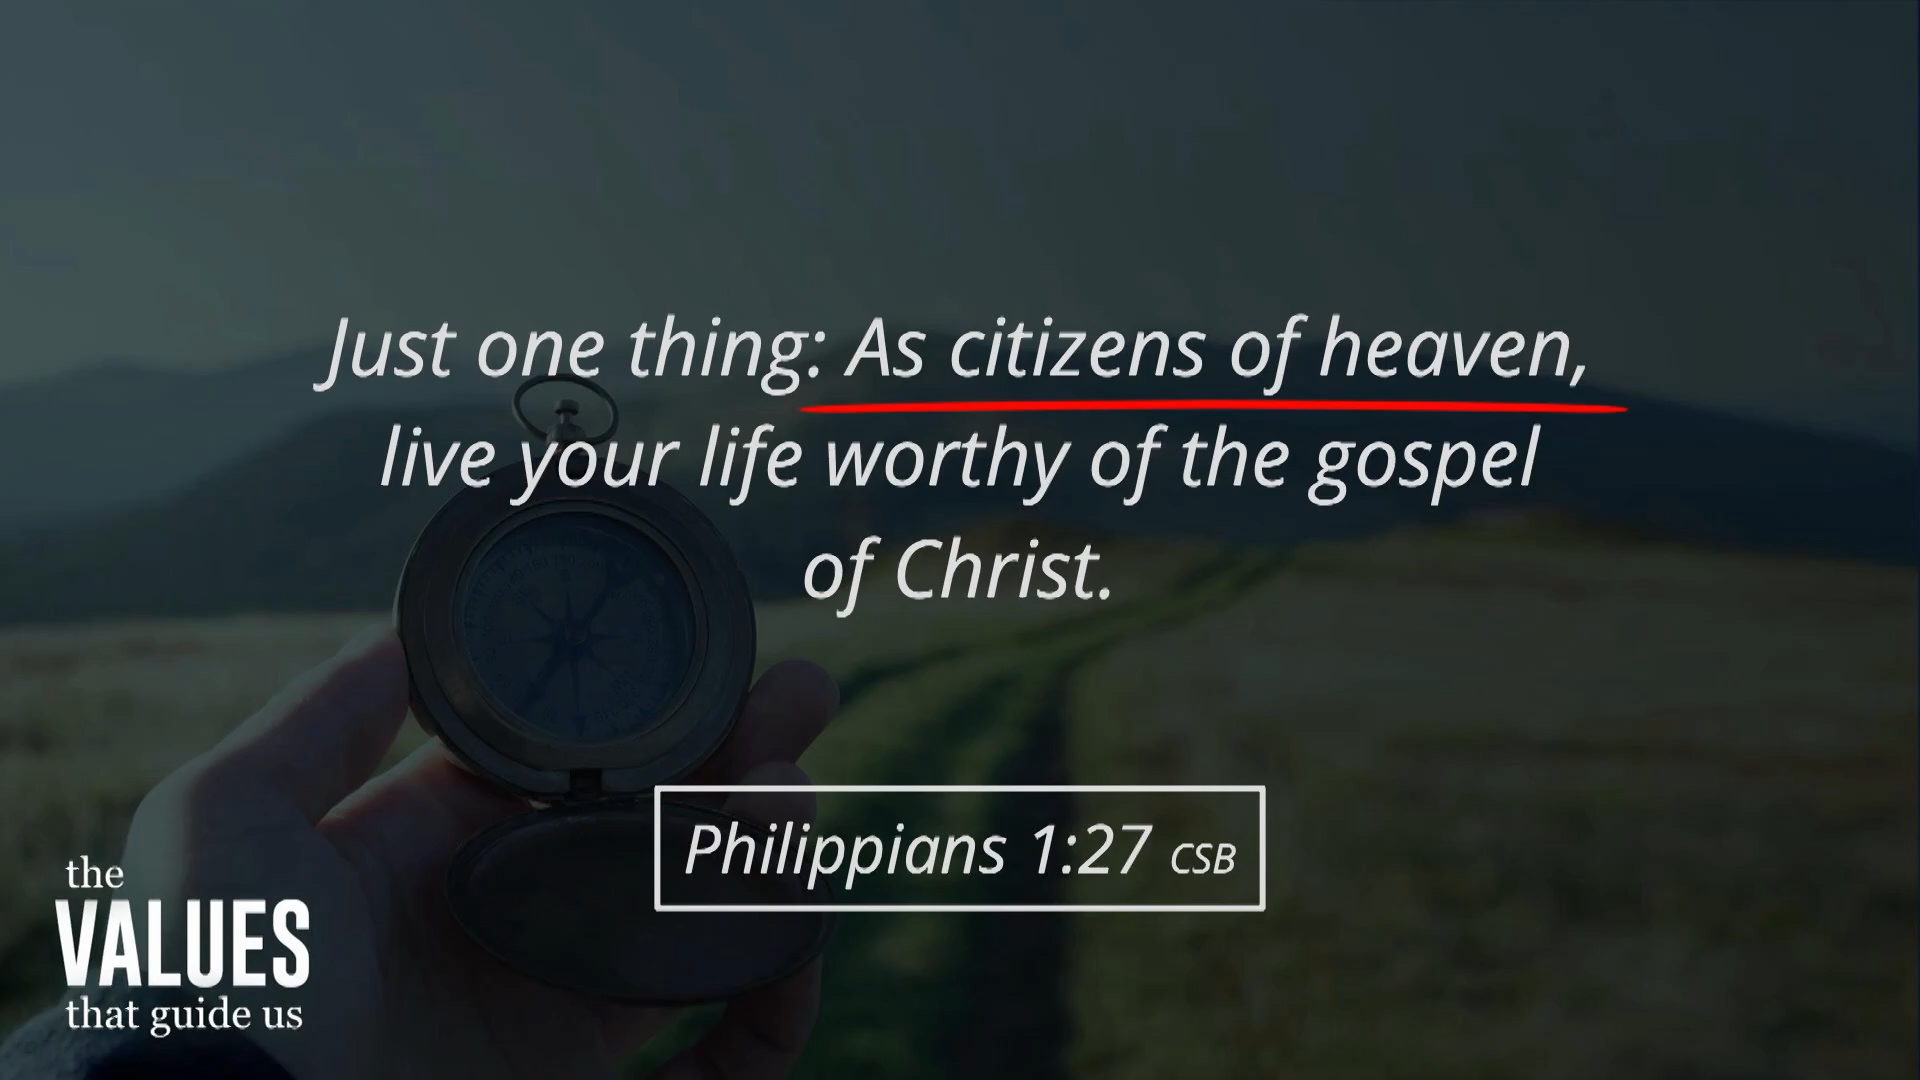 Just one thing: As citizens of heaven,
live your life worthy of the gospel
of Christ.
Philippians 1:27 CSB
the
VALUES
that guide us